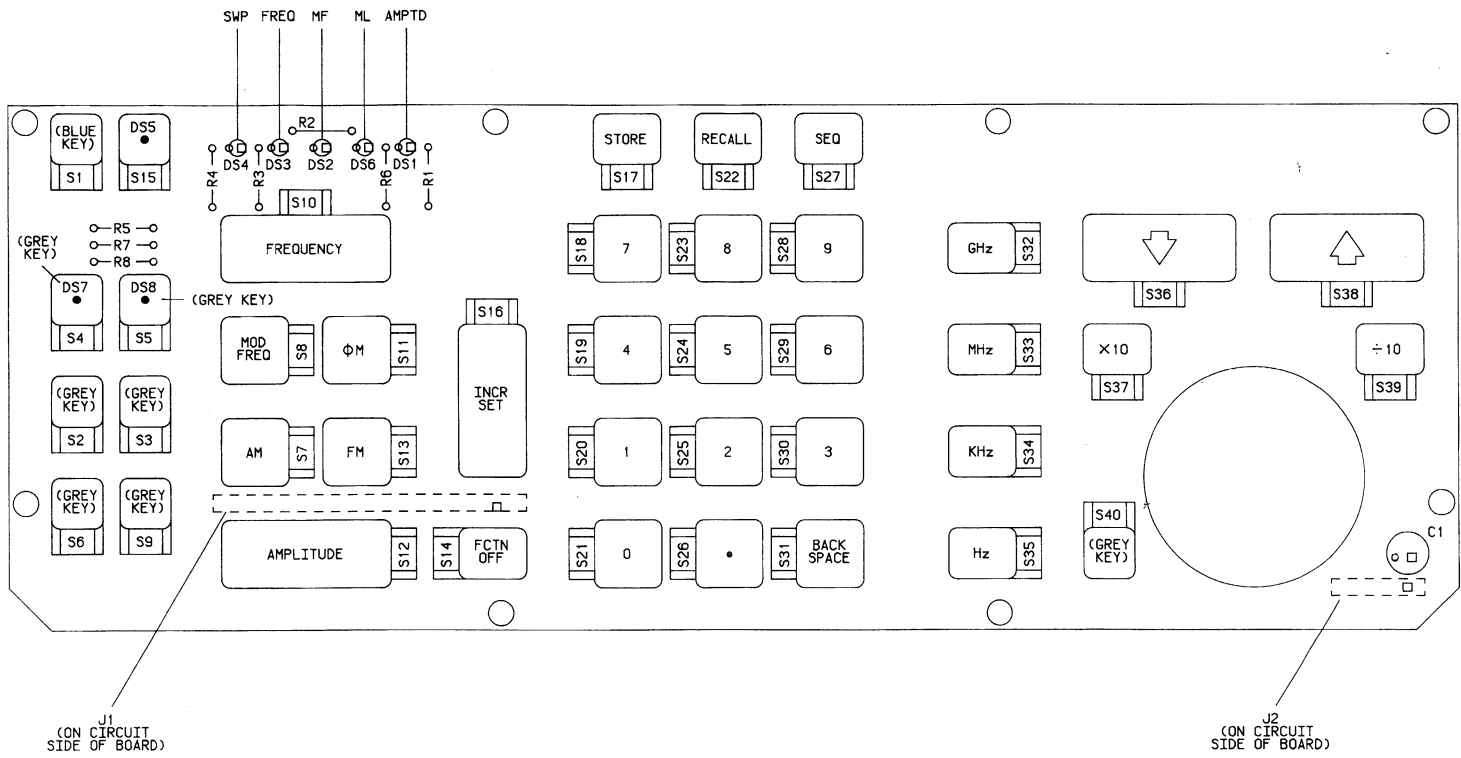 SWP FREQ MF ML AMPTD
(BLUE
KEY)
S1
DS5
S15
R2
DS4 DS3 DS2 DS6 DS1
R4
R3
R6
R1
S10
FREQUENCY
R5
R7
R8
(GREY
KEY)
DS7
S4
DS8
S5
(GREY KEY)
(GREY
KEY)
S2
(GREY
KEY)
S3
(GREY
KEY)
S6
(GREY
KEY)
S9
MOD
FREQ
S8
ΦM
S11
S16
INCR
SET
AM
S7
FM
S13
AMPLITUDE
S12
S14
FCTN
OFF
STORE
S17
RECALL
S22
SEQ
S27
S18
7
S23
8
S28
9
S19
4
S24
5
S29
6
S20
1
S25
2
S30
3
S21
0
S26
.
S31
BACK
SPACE
GHz
S32
MHz
S33
KHz
S34
Hz
S35
S36
S38
×10
S37
÷10
S39
S40
(GREY
KEY)
C1
J1
(ON CIRCUIT
SIDE OF BOARD)
J2
(ON CIRCUIT
SIDE OF BOARD)